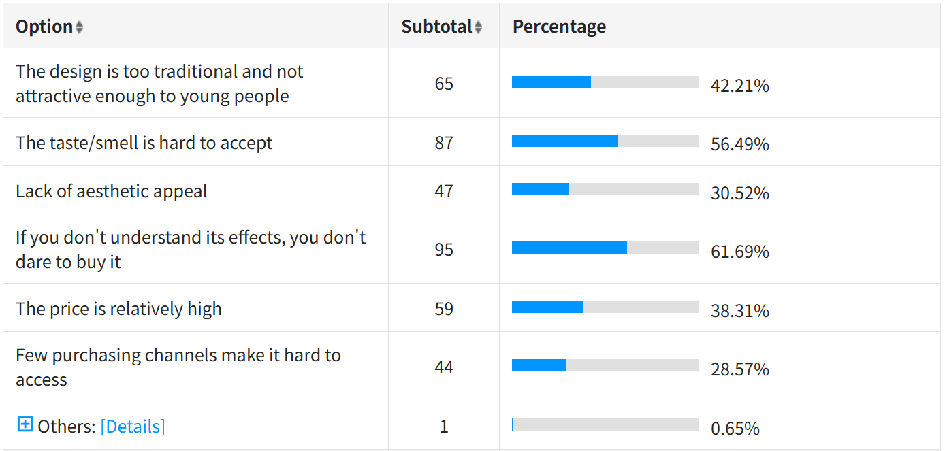 Option Subtotal Percentage
The design is too traditional and not
attractive enough to young people
65 42.21%
The taste/smell is hard to accept 87 56.49%
Lack of aesthetic appeal 47 30.52%
If you don't understand its effects, you don't
dare to buy it
95 61.69%
The price is relatively high 59 38.31%
Few purchasing channels make it hard to
access
44 28.57%
Others: [Details] 1 0.65%